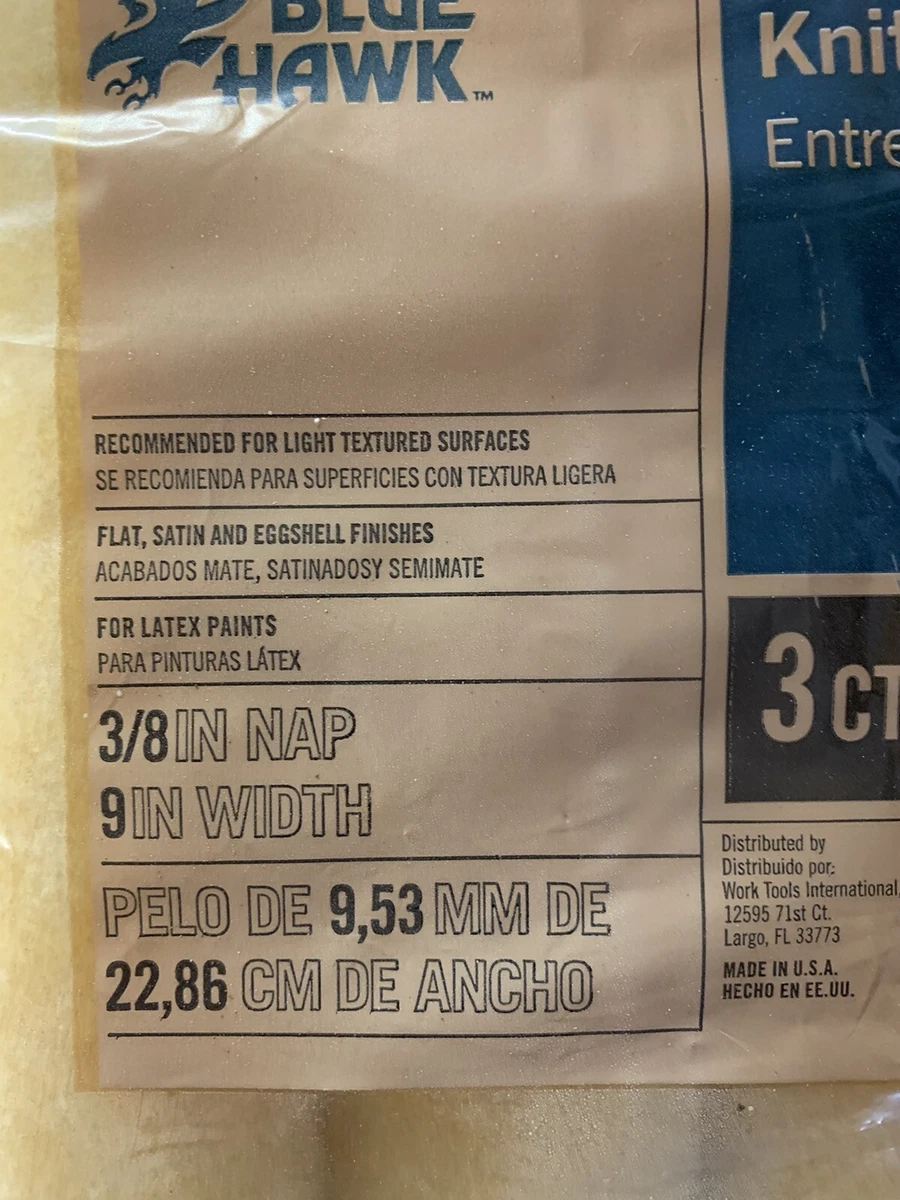 BLUE
HAWK™
RECOMMENDED FOR LIGHT TEXTURED SURFACES
SE RECOMIENDA PARA SUPERFICIES CON TEXTURA LIGERA
FLAT, SATIN AND EGGSHELL FINISHES
ACABADOS MATE, SATINADOSY SEMIMATE
FOR LATEX PAINTS
PARA PINTURAS LÁTEX
3/8 IN NAP
9 IN WIDTH
PELO DE 9,53 MM DE
22,86 CM DE ANCHO
Knit
Entre
3 CT
Distributed by
Distribuido por:
Work Tools International,
12595 71st Ct.
Largo, FL 33773
MADE IN U.S.A.
HECHO EN EE.UU.